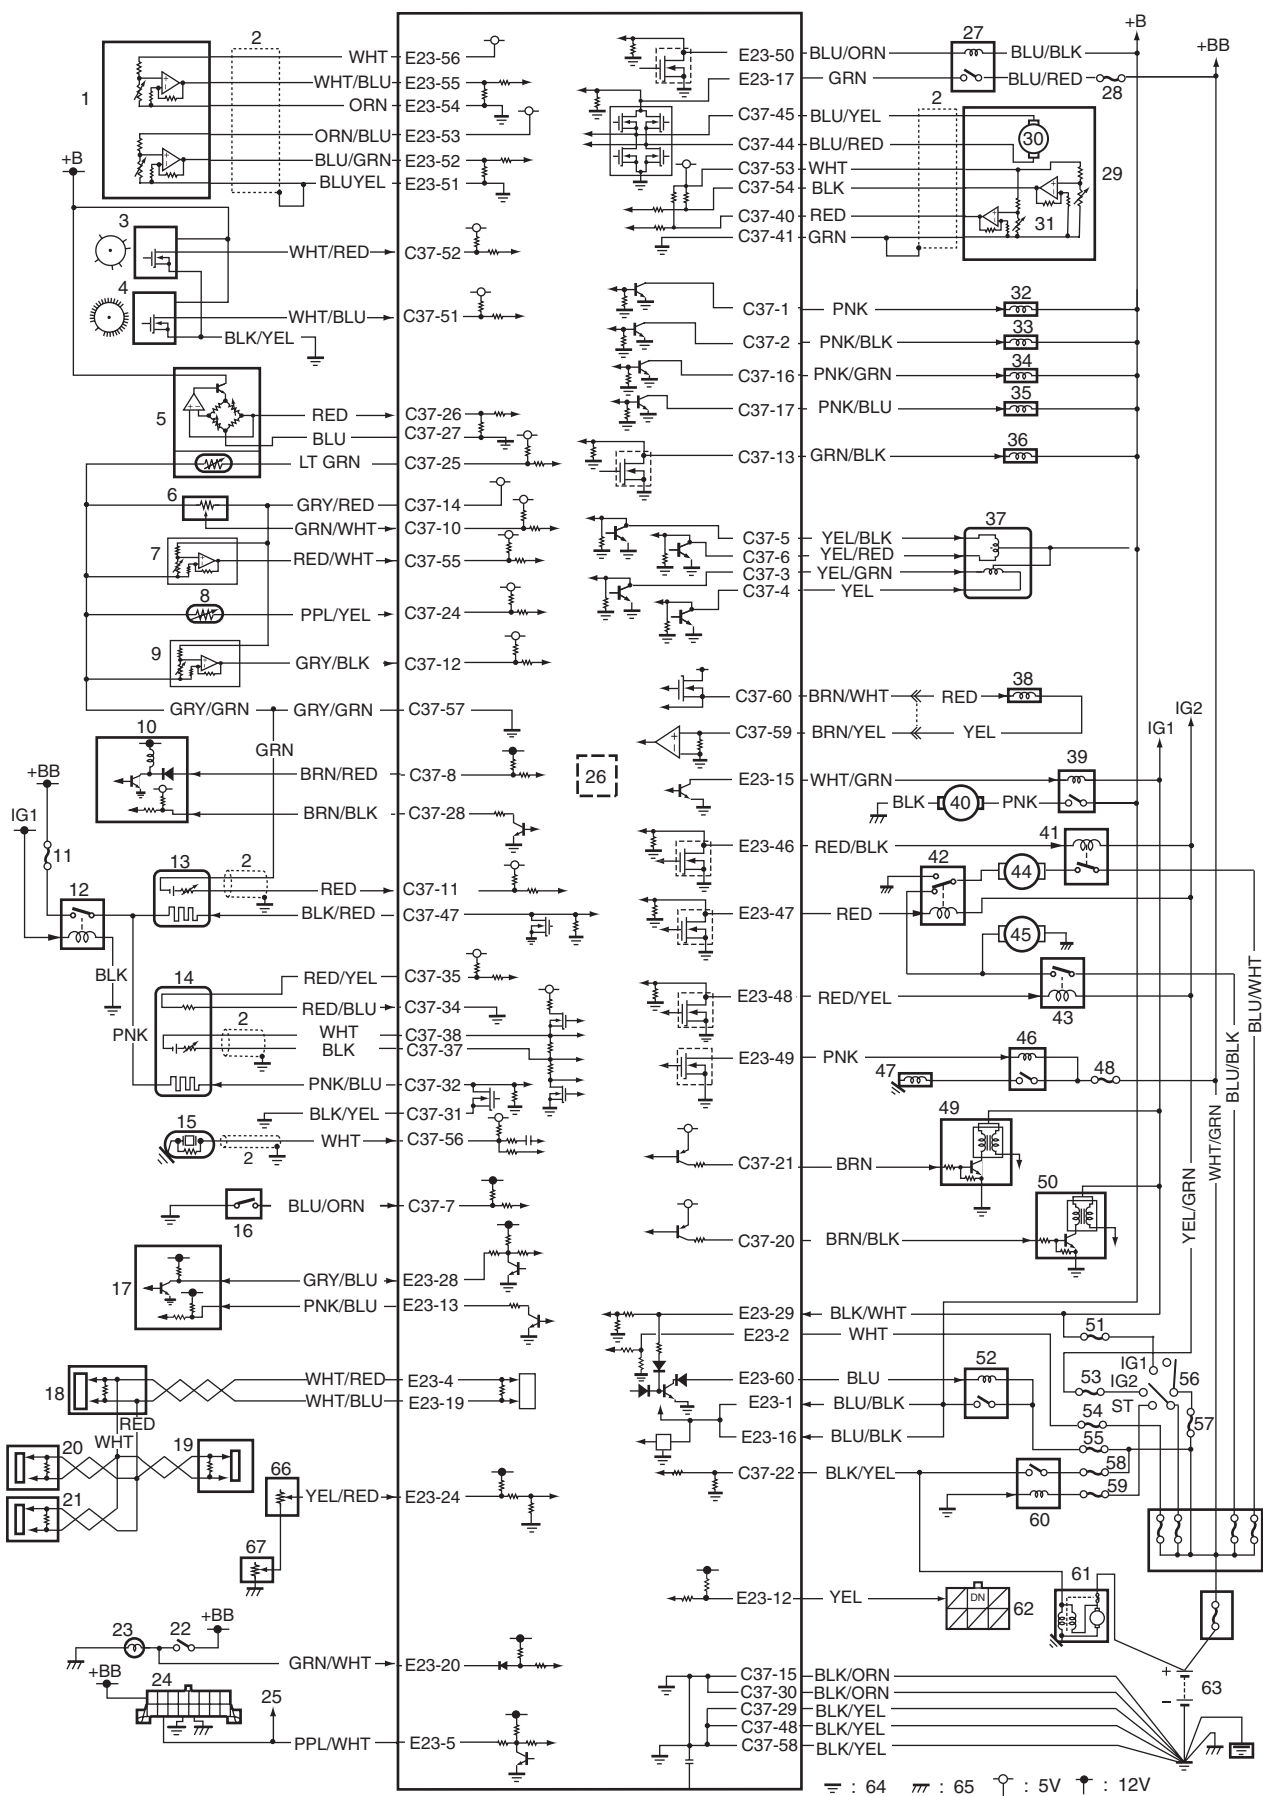 +B
+BB
1
2
WHT E23-56
WHT/BLU E23-55
ORN E23-54
ORN/BLU E23-53
BLU/GRN E23-52
BLUYEL E23-51
+B
3
WHT/RED C37-52
4
WHT/BLU C37-51
BLK/YEL
5
RED C37-26
BLU C37-27
LT GRN C37-25
6
GRY/RED C37-14
GRN/WHT C37-10
7
RED/WHT C37-55
8
PPL/YEL C37-24
9
GRY/BLK C37-12
GRY/GRN GRY/GRN C37-57
GRN
10
BRN/RED C37-8
BRN/BLK C37-28
+BB
IG1
11
12
13
2
RED C37-11
BLK/RED C37-47
BLK
PNK
14
RED/YEL C37-35
RED/BLU C37-34
2
WHT C37-38
BLK C37-37
PNK/BLU C37-32
BLK/YEL C37-31
15
WHT C37-56
2
16
BLU/ORN C37-7
17
GRY/BLU E23-28
PNK/BLU E23-13
18
WHT/RED E23-4
WHT/BLU E23-19
RED
WHT
20
19
21
66
YEL/RED E23-24
67
23
22
+BB
GRN/WHT E23-20
+BB
24
25
PPL/WHT E23-5
26
E23-50 BLU/ORN
27
BLU/BLK
E23-17 GRN
BLU/RED
28
2
C37-45 BLU/YEL
30
C37-44 BLU/RED
C37-53 WHT
29
C37-54 BLK
C37-40 RED
31
C37-41 GRN
C37-1 PNK
32
C37-2 PNK/BLK
33
C37-16 PNK/GRN
34
C37-17 PNK/BLU
35
C37-13 GRN/BLK
36
C37-5 YEL/BLK
37
C37-6 YEL/RED
C37-3 YEL/GRN
C37-4 YEL
C37-60 BRN/WHT RED
38
C37-59 BRN/YEL YEL
IG2
IG1
E23-15 WHT/GRN
39
BLK 40 PNK
E23-46 RED/BLK
41
42
44
E23-47 RED
45
E23-48 RED/YEL
43
BLU/WHT
BLU/BLK
WHT/GRN
YEL/GRN
E23-49 PNK
46
47
48
49
C37-21 BRN
50
C37-20 BRN/BLK
E23-29 BLK/WHT
E23-2 WHT
51
52
E23-60 BLU
E23-1 BLU/BLK
E23-16 BLU/BLK
IG1
IG2
ST
53
54
55
56
57
58
59
60
C37-22 BLK/YEL
E23-12 YEL
DN
62
61
63
+
−
C37-15 BLK/ORN
C37-30 BLK/ORN
C37-29 BLK/YEL
C37-48 BLK/YEL
C37-58 BLK/YEL
: 64 : 65 : 5V : 12V